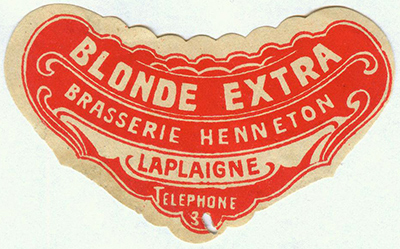 BLONDE EXTRA
BRASSERIE HENNETON
LAPLAIGNE
TELEPHONE
3